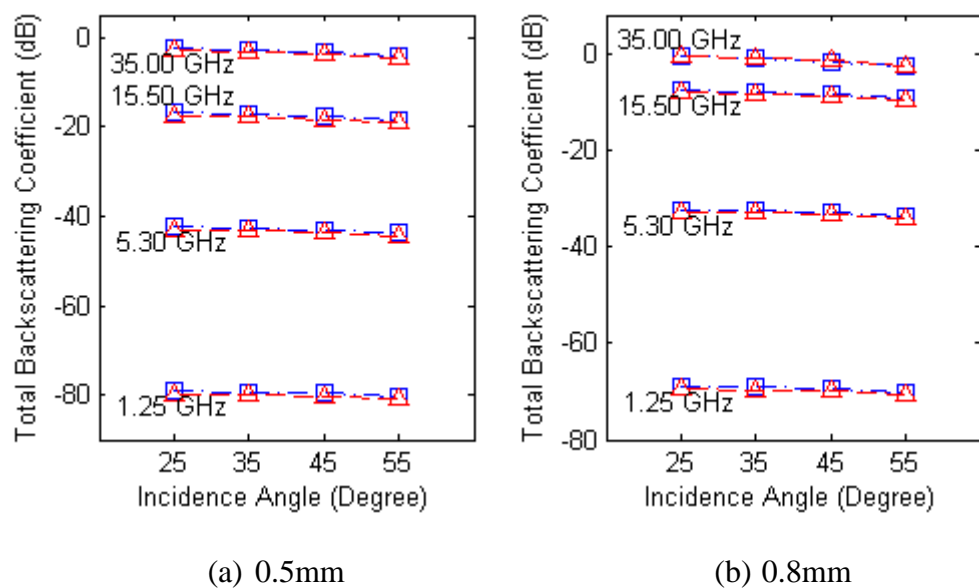 Total Backscattering Coefficient (dB)
0
-20
-40
-60
-80
35.00 GHz
15.50 GHz
5.30 GHz
1.25 GHz
25 35 45 55
Incidence Angle (Degree)
(a) 0.5mm
Total Backscattering Coefficient (dB)
0
-20
-40
-60
-80
35.00 GHz
15.50 GHz
5.30 GHz
1.25 GHz
25 35 45 55
Incidence Angle (Degree)
(b) 0.8mm